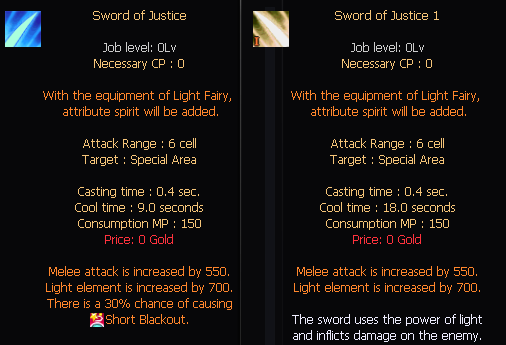 Sword of Justice
Job level: 0Lv
Necessary CP : 0
With the equipment of Light Fairy,
attribute spirit will be added.
Attack Range : 6 cell
Target : Special Area
Casting time : 0.4 sec.
Cool time : 9.0 seconds
Consumption MP : 150
Price: 0 Gold
Melee attack is increased by 550.
Light element is increased by 700.
There is a 30% chance of causing
Short Blackout.
Sword of Justice 1
Job level: 0Lv
Necessary CP : 0
With the equipment of Light Fairy,
attribute spirit will be added.
Attack Range : 6 cell
Target : Special Area
Casting time : 0.4 sec.
Cool time : 18.0 seconds
Consumption MP : 150
Price: 0 Gold
Melee attack is increased by 550.
Light element is increased by 700.
The sword uses the power of light
and inflicts damage on the enemy.